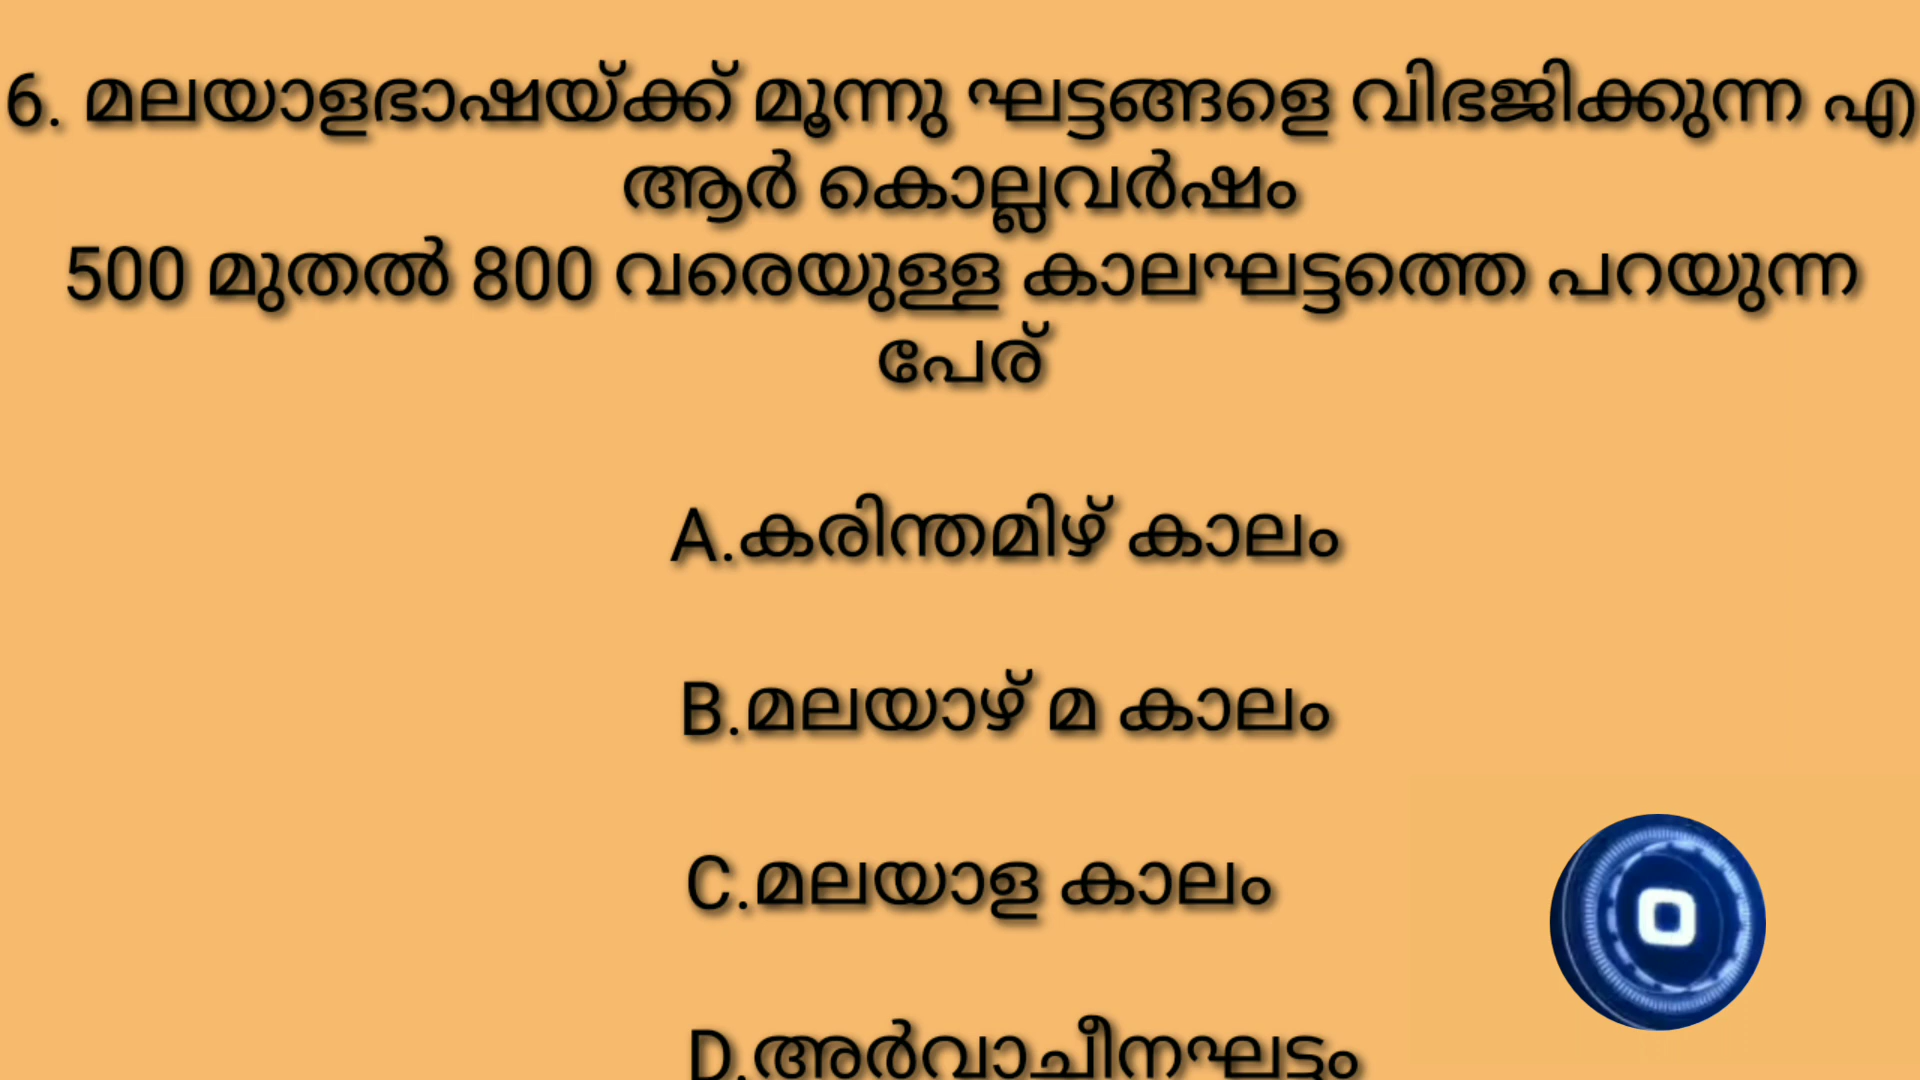 6. മലയാളഭാഷയ്ക്ക് മൂന്നു ഘട്ടങ്ങളെ വിഭജിക്കുന്ന എ
ആർ കൊല്ലവർഷം
500 മുതൽ 800 വരെയുള്ള കാലഘട്ടത്തെ പറയുന്ന
പേര്
A.കരിന്തമിഴ് കാലം
B.മലയാഴ് മ കാലം
C.മലയാള കാലം
D.അർവാചീനഘട്ടം